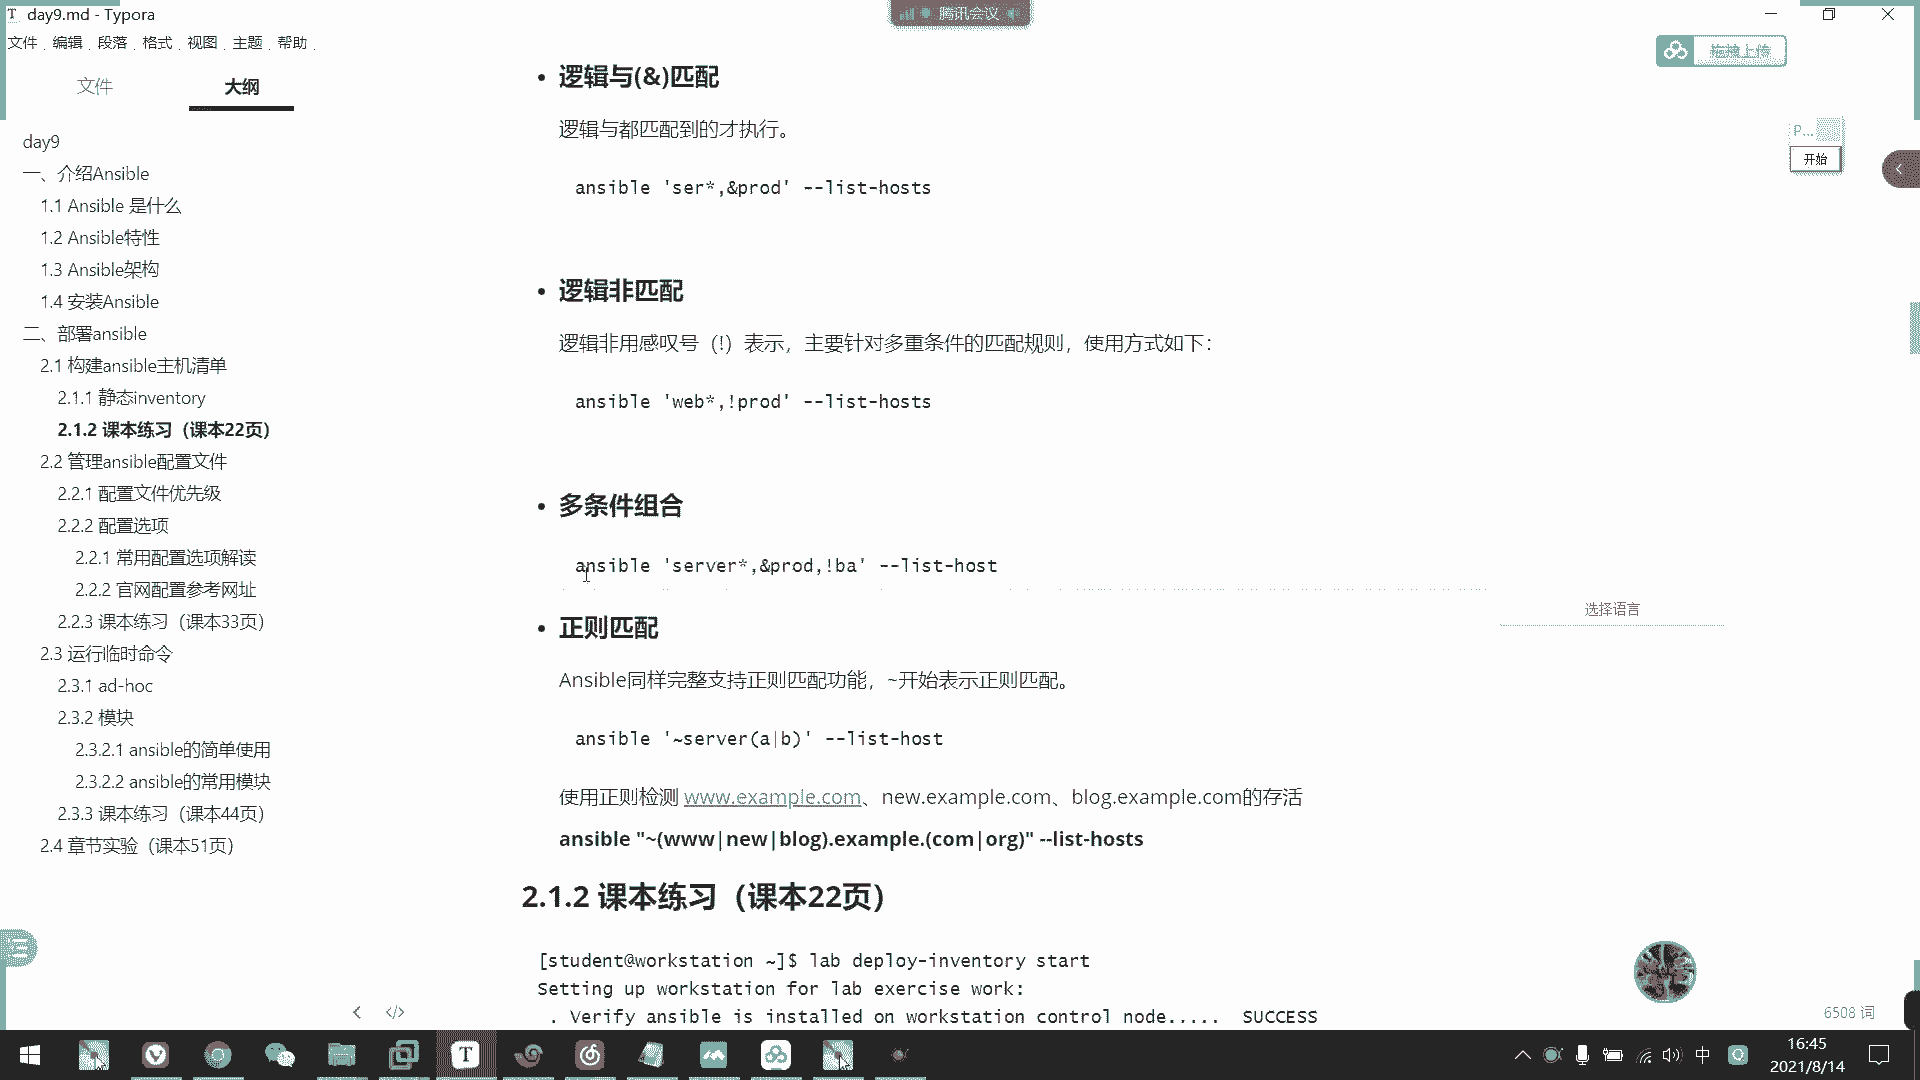 day9.md - Typora
腾讯会议
文件 编辑 段落 格式 视图 主题 帮助
拖拽上传
文件 大纲
day9
一、介绍Ansible
1.1 Ansible 是什么
1.2 Ansible特性
1.3 Ansible架构
1.4 安装Ansible
二、部署ansible
2.1 构建ansible主机清单
2.1.1 静态inventory
2.1.2 课本练习（课本22页）
2.2 管理ansible配置文件
2.2.1 配置文件优先级
2.2.2 配置选项
2.2.1 常用配置选项解读
2.2.2 官网配置参考网址
2.2.3 课本练习（课本33页）
2.3 运行临时命令
2.3.1 ad-hoc
2.3.2 模块
2.3.2.1 ansible的简单使用
2.3.2.2 ansible的常用模块
2.3.3 课本练习（课本44页）
2.4 章节实验（课本51页）
• 逻辑与(&)匹配
逻辑与都匹配到的才执行。
ansible 'ser*,&prod' --list-hosts
• 逻辑非匹配
逻辑非用感叹号（!）表示，主要针对多重条件的匹配规则，使用方式如下：
ansible 'web*,!prod' --list-hosts
• 多条件组合
ansible 'server*,&prod,!ba' --list-host
选择语言
• 正则匹配
Ansible同样完整支持正则匹配功能，~开始表示正则匹配。
ansible '~server(a|b)' --list-host
使用正则检测 www.example.com、new.example.com、blog.example.com的存活
ansible "~(www|new|blog).example.(com|org)" --list-hosts
2.1.2 课本练习（课本22页）
[student@workstation ~]$ lab deploy-inventory start
Setting up workstation for lab exercise work:
. Verify ansible is installed on workstation control node..... SUCCESS
P...
开始
6508 词
中
16:45
2021/8/14